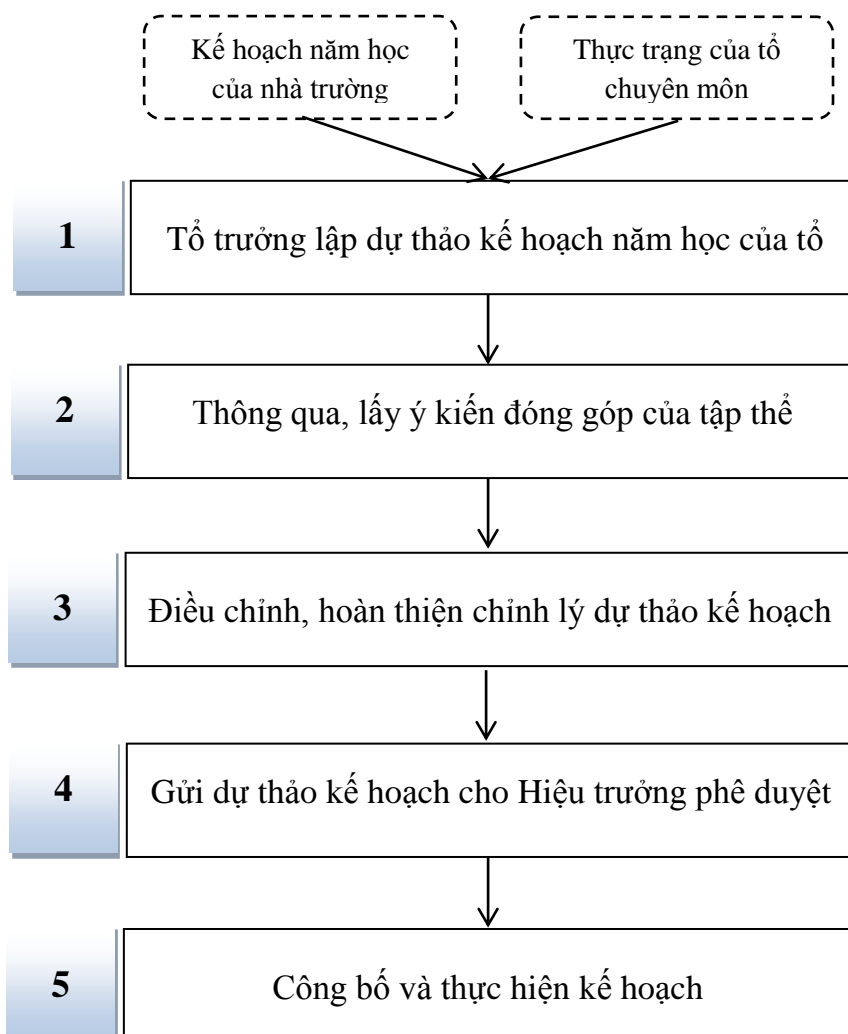 Kế hoạch năm học
của nhà trường
Thực trạng của tổ
chuyên môn
1
Tổ trưởng lập dự thảo kế hoạch năm học của tổ
2
Thông qua, lấy ý kiến đóng góp của tập thể
3
Điều chỉnh, hoàn thiện chỉnh lý dự thảo kế hoạch
4
Gửi dự thảo kế hoạch cho Hiệu trưởng phê duyệt
5
Công bố và thực hiện kế hoạch